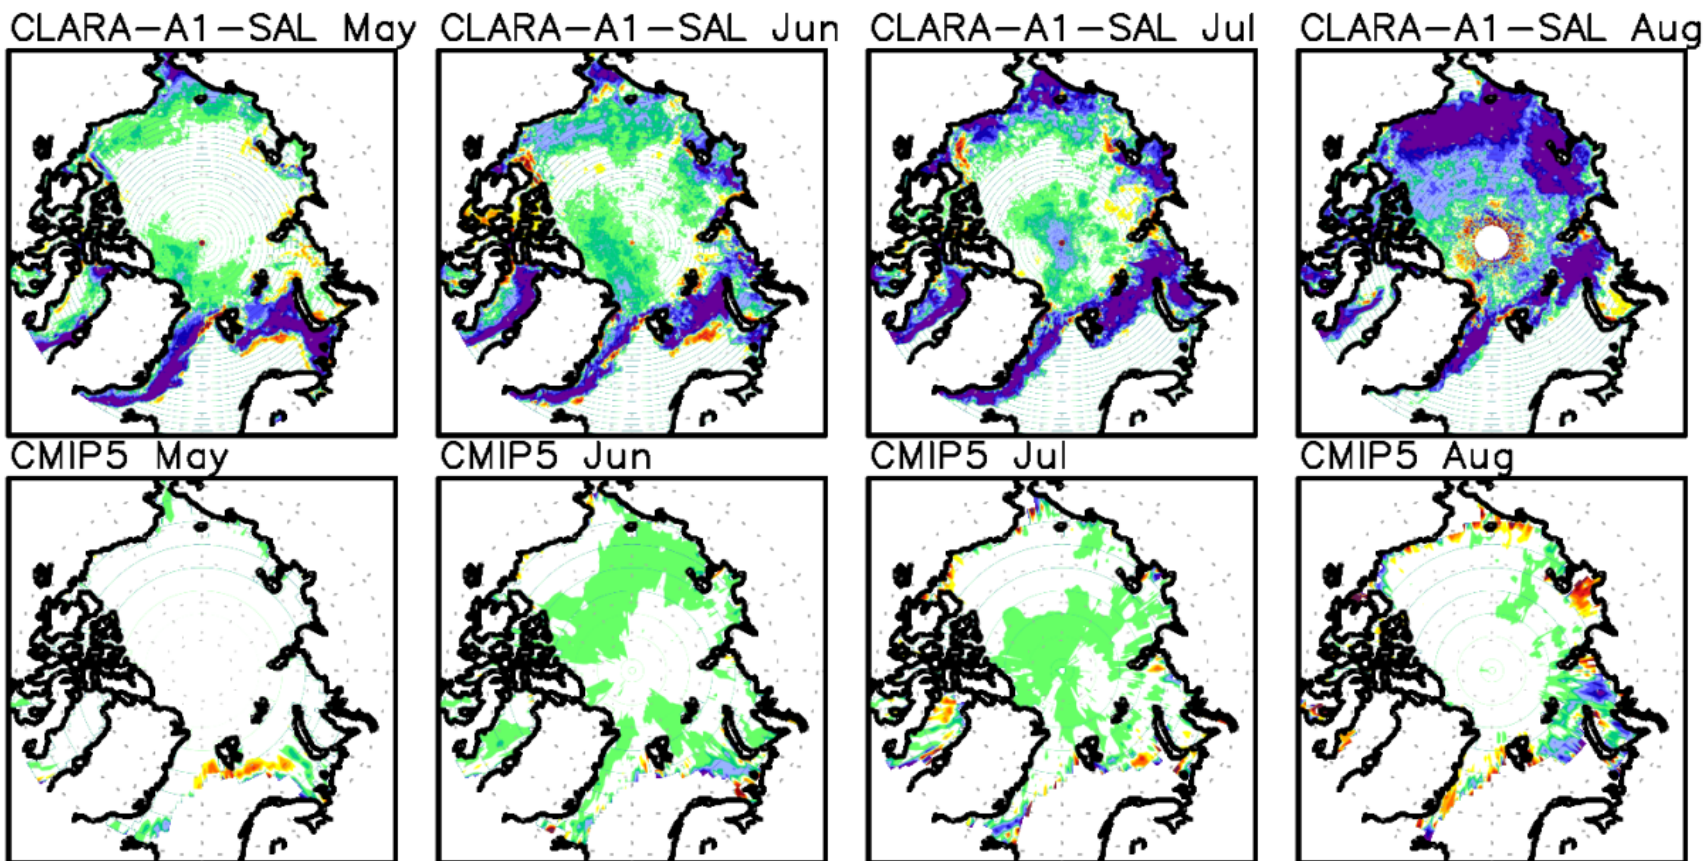 CLARA-A1-SAL May
CLARA-A1-SAL Jun
CLARA-A1-SAL Jul
CLARA-A1-SAL Aug
CMIP5 May
CMIP5 Jun
CMIP5 Jul
CMIP5 Aug